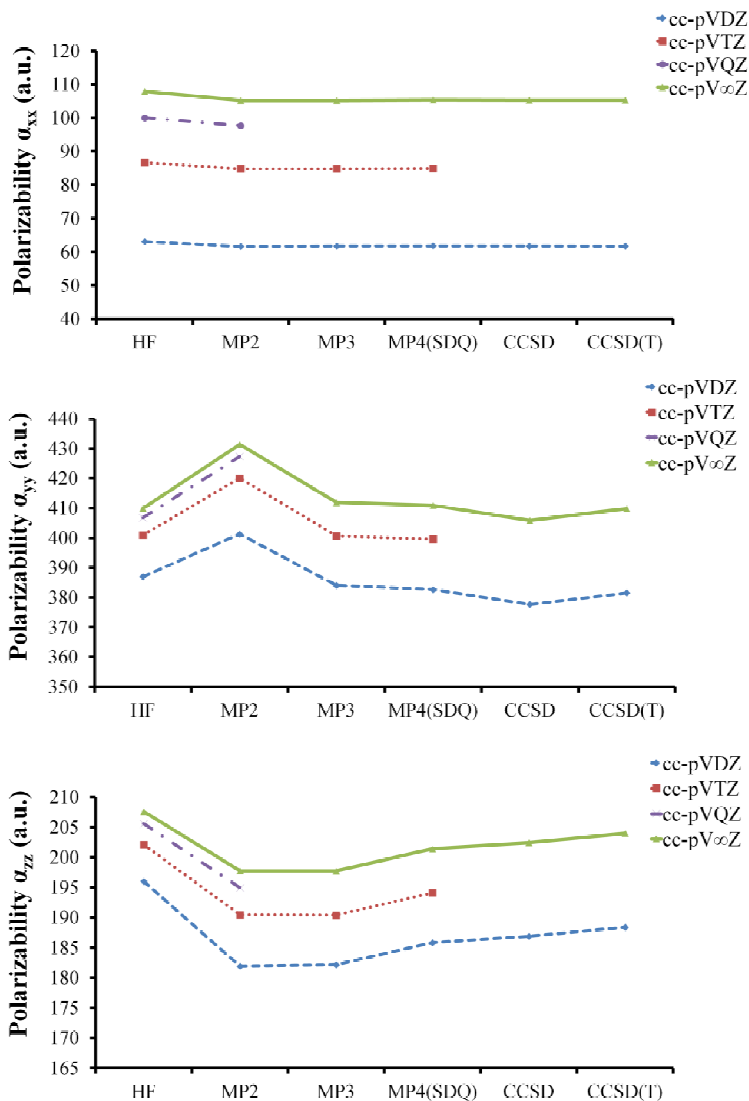 cc-pVDZ
cc-pVTZ
cc-pVQZ
cc-pV∞Z
Polarizability αxx (a.u.)
120
110
100
90
80
70
60
50
40
HF MP2 MP3 MP4(SDQ) CCSD CCSD(T)
cc-pVDZ
cc-pVTZ
cc-pVQZ
cc-pV∞Z
Polarizability αyy (a.u.)
440
430
420
410
400
390
380
370
360
350
HF MP2 MP3 MP4(SDQ) CCSD CCSD(T)
cc-pVDZ
cc-pVTZ
cc-pVQZ
cc-pV∞Z
Polarizability αzz (a.u.)
210
205
200
195
190
185
180
175
170
165
HF MP2 MP3 MP4(SDQ) CCSD CCSD(T)